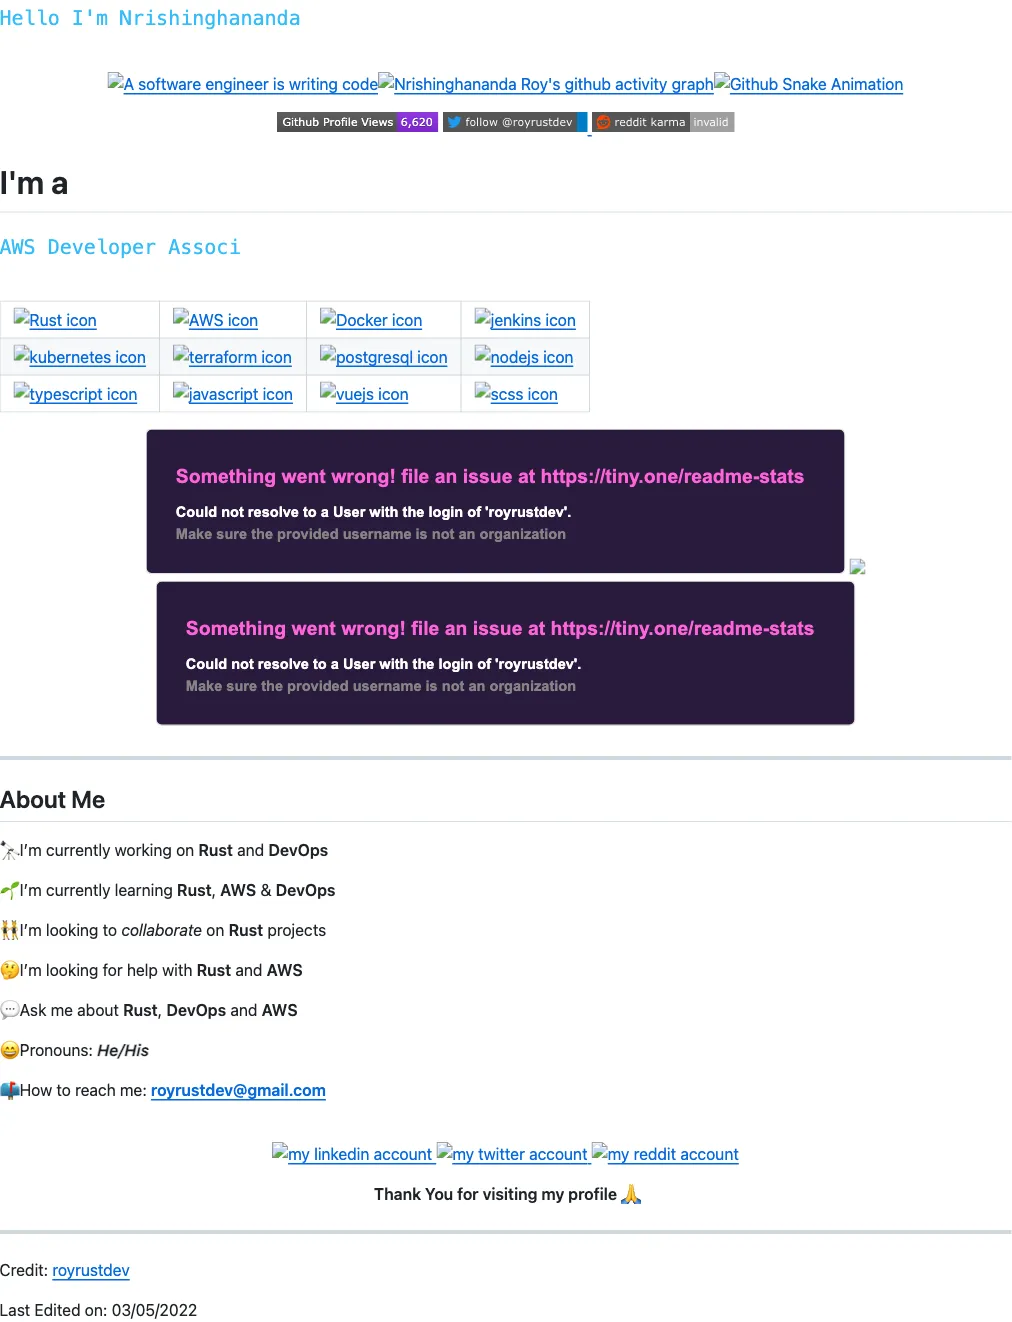 Hello I'm Nrishinghananda
A software engineer is writing code Nrishinghananda Roy's github activity graph Github Snake Animation
Github Profile Views 6,620 follow @royrustdev reddit karma invalid
I'm a
AWS Developer Associ
Rust icon AWS icon Docker icon jenkins icon
kubernetes icon terraform icon postgresql icon nodejs icon
typescript icon javascript icon vuejs icon scss icon
Something went wrong! file an issue at https://tiny.one/readme-stats
Could not resolve to a User with the login of 'royrustdev'.
Make sure the provided username is not an organization
Something went wrong! file an issue at https://tiny.one/readme-stats
Could not resolve to a User with the login of 'royrustdev'.
Make sure the provided username is not an organization
About Me
🔭I’m currently working on Rust and DevOps
🌱I’m currently learning Rust, AWS & DevOps
👯I’m looking to collaborate on Rust projects
🤔I’m looking for help with Rust and AWS
💬Ask me about Rust, DevOps and AWS
😄Pronouns: He/His
📫How to reach me: royrustdev@gmail.com
my linkedin account my twitter account my reddit account
Thank You for visiting my profile 🙏
Credit: royrustdev
Last Edited on: 03/05/2022